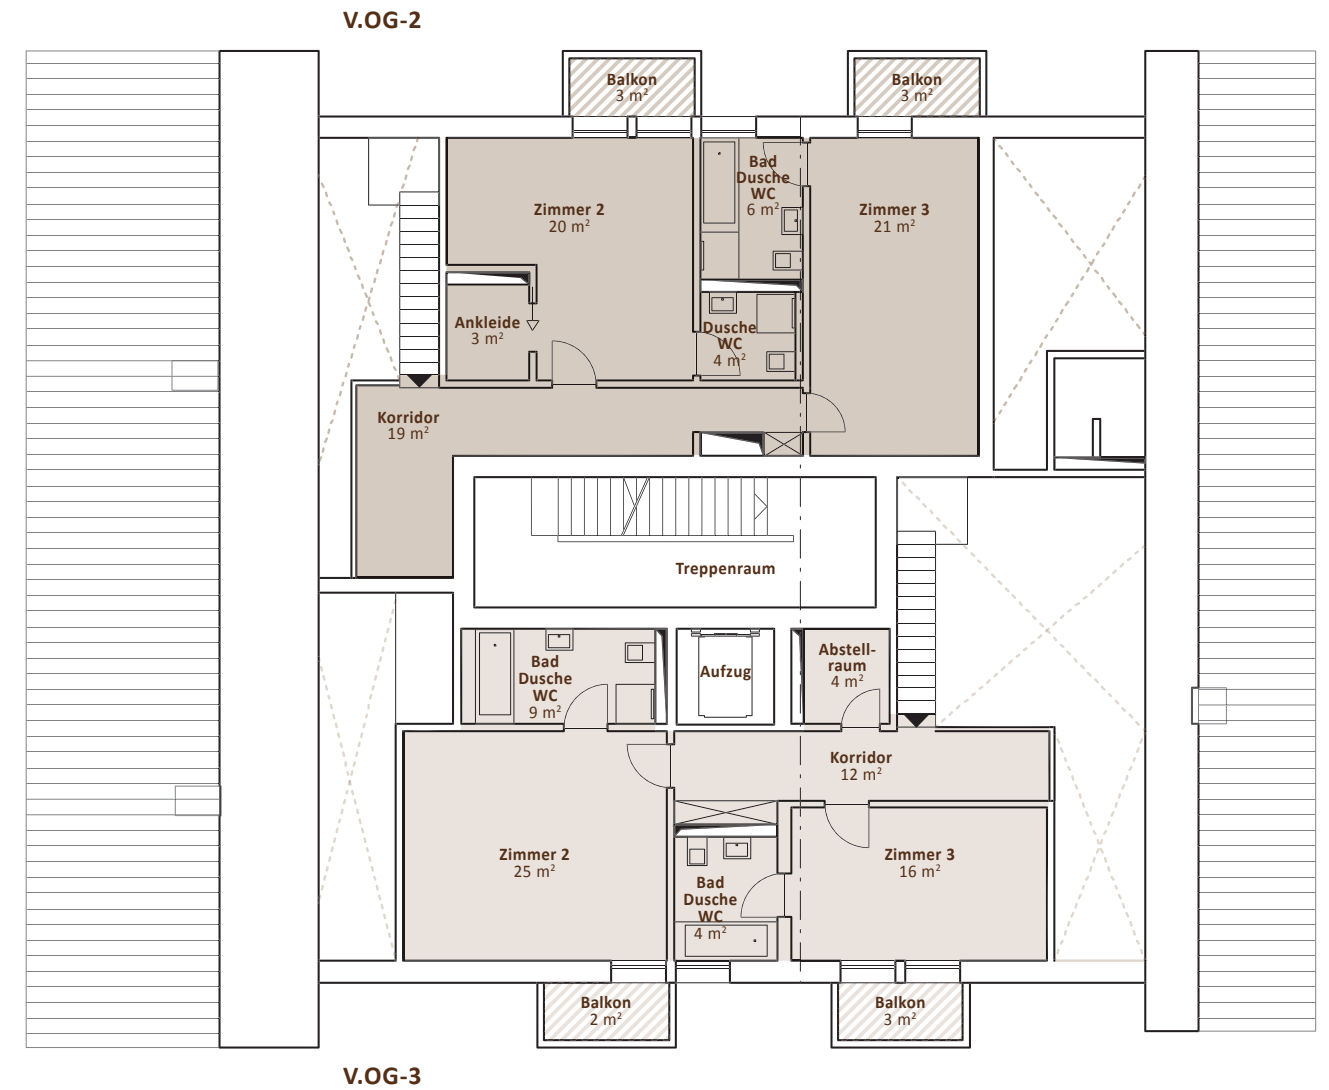 V.OG-2
Balkon
3 m²
Balkon
3 m²
Zimmer 2
20 m²
Bad
Dusche
WC
6 m²
Zimmer 3
21 m²
Ankleide
3 m²
Dusche
WC
4 m²
Korridor
19 m²
Treppenraum
Bad
Dusche
WC
9 m²
Aufzug
Abstell-
raum
4 m²
Korridor
12 m²
Zimmer 2
25 m²
Bad
Dusche
WC
4 m²
Zimmer 3
16 m²
Balkon
2 m²
Balkon
3 m²
V.OG-3